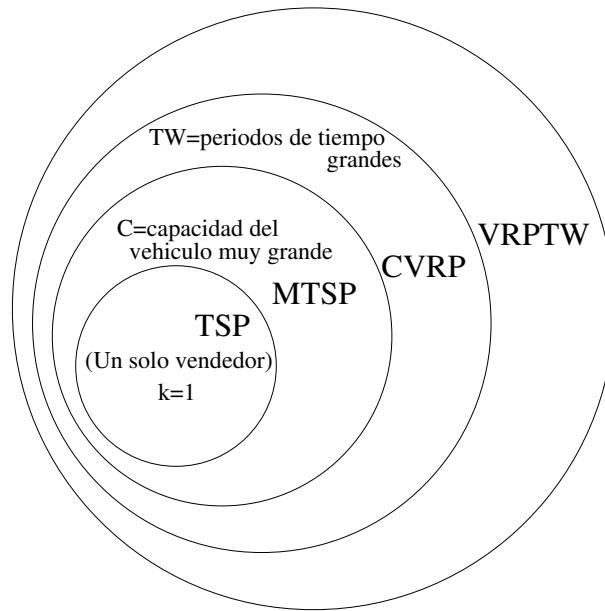 TW=periodos de tiempo
grandes
VRPTW
C=capacidad del
vehiculo muy grande
CVRP
MTSP
TSP
(Un solo vendedor)
k=1